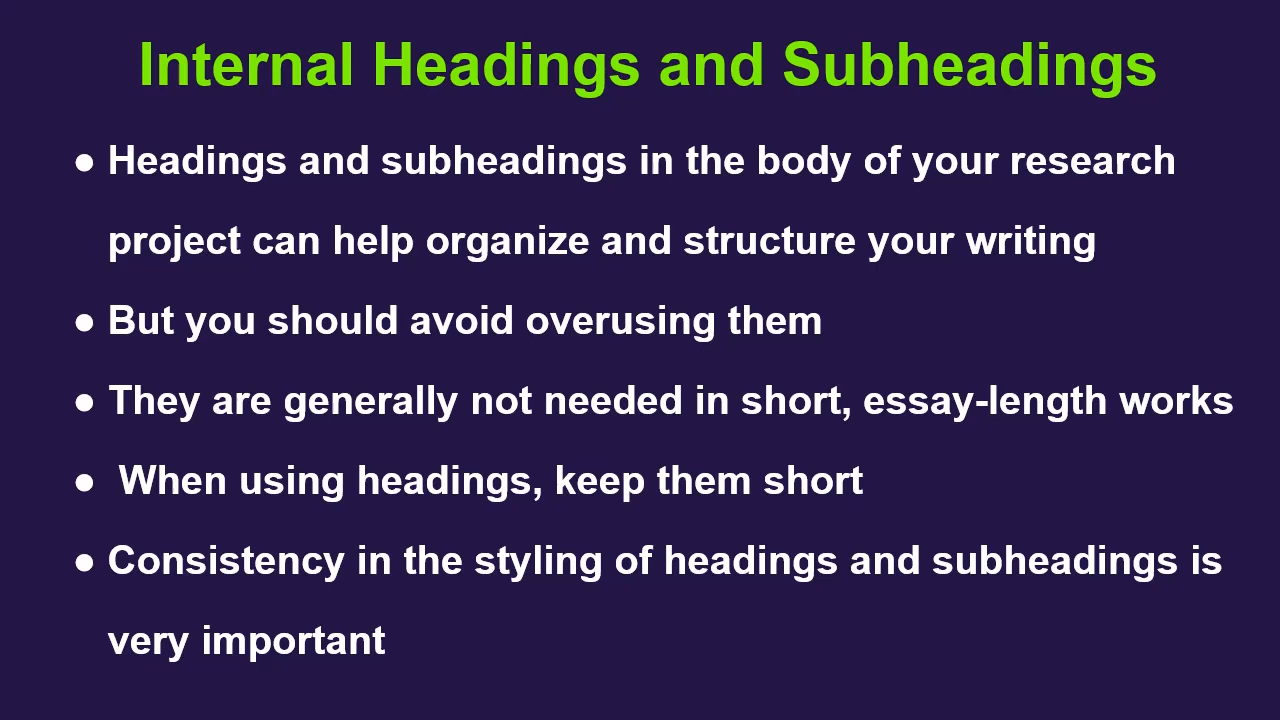 Internal Headings and Subheadings
● Headings and subheadings in the body of your research
project can help organize and structure your writing
● But you should avoid overusing them
● They are generally not needed in short, essay-length works
● When using headings, keep them short
● Consistency in the styling of headings and subheadings is
very important